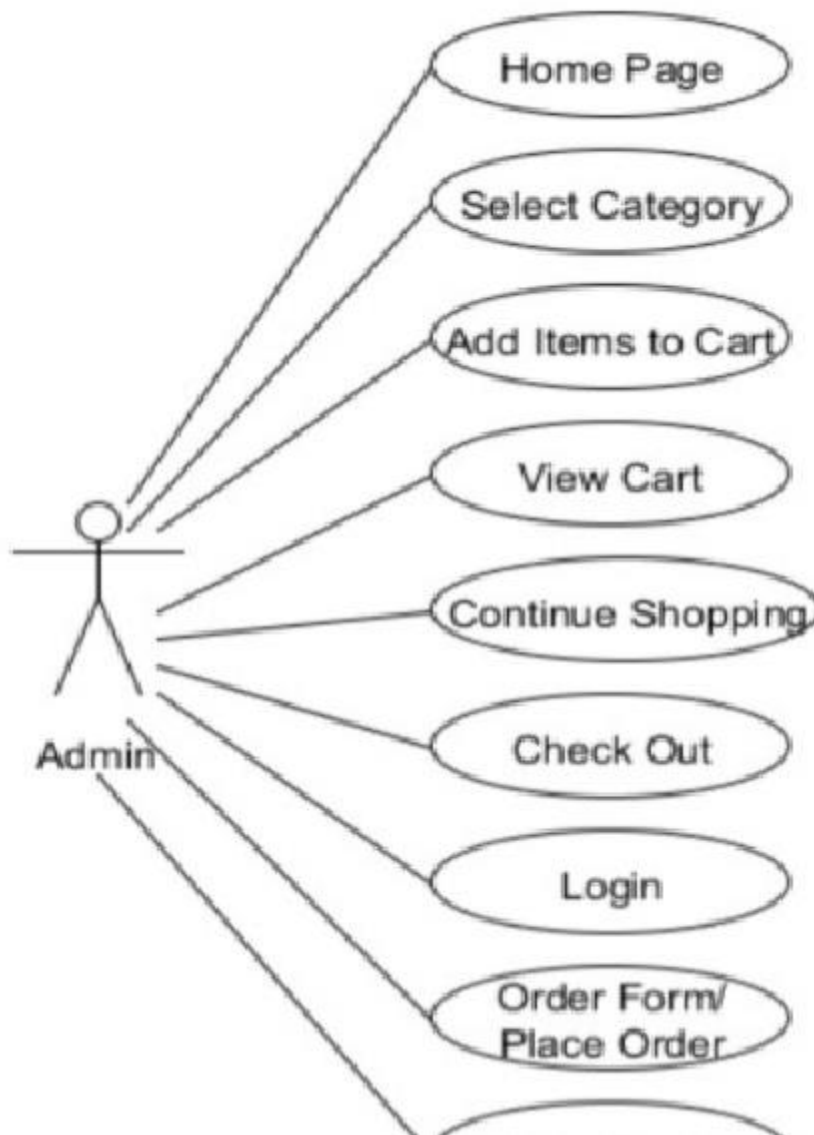 Home Page
Select Category
Add Items to Cart
View Cart
Continue Shopping
Check Out
Admin
Login
Order Form/
Place Order